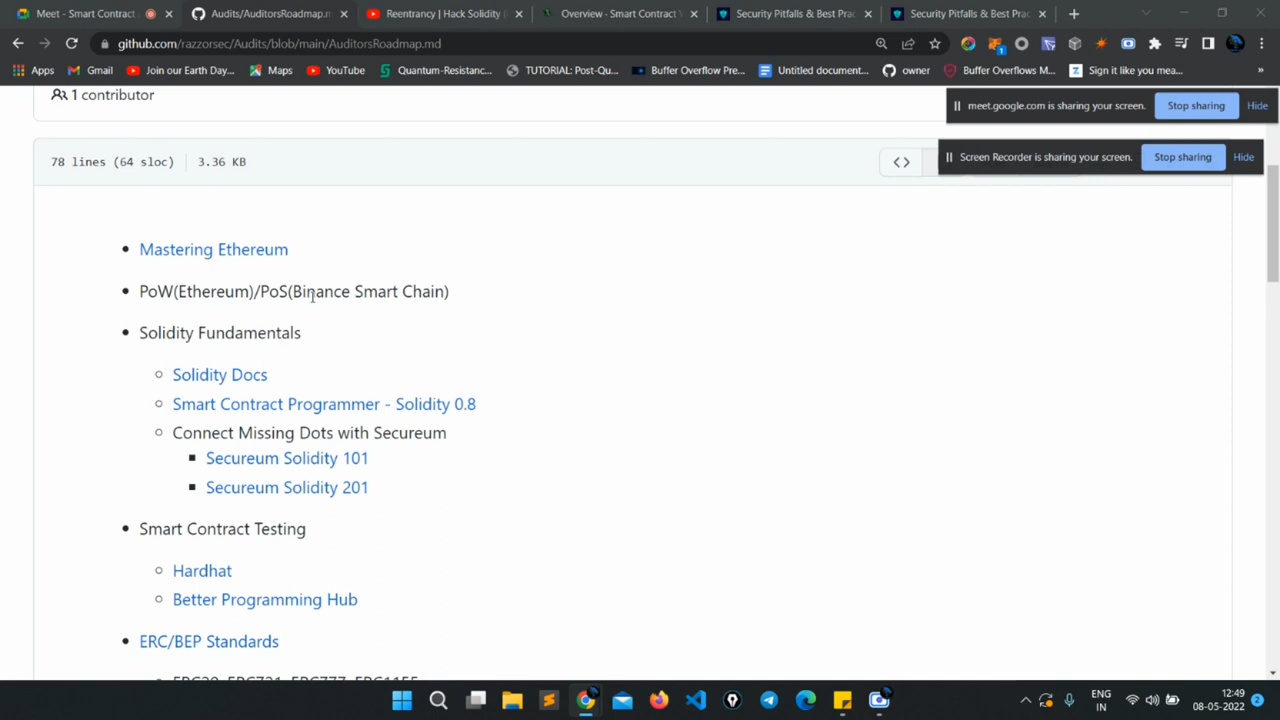 Meet - Smart Contract
Audits/AuditorsRoadmap.m
Reentrancy | Hack Solidity (
Overview · Smart Contract V
Security Pitfalls & Best Prac
Security Pitfalls & Best Prac
github.com/razzorsec/Audits/blob/main/AuditorsRoadmap.md
Apps
Gmail
Join our Earth Day...
Maps
YouTube
Quantum-Resistanc...
TUTORIAL: Post-Qu...
Buffer Overflow Pre...
Untitled document...
owner
Buffer Overflows M...
Sign it like you mea...
»
1 contributor
meet.google.com is sharing your screen.
Stop sharing
Hide
78 lines (64 sloc)
3.36 KB
<>
Screen Recorder is sharing your screen.
Stop sharing
Hide
Mastering Ethereum
PoW(Ethereum)/PoS(Binance Smart Chain)
Solidity Fundamentals
Solidity Docs
Smart Contract Programmer - Solidity 0.8
Connect Missing Dots with Secureum
Secureum Solidity 101
Secureum Solidity 201
Smart Contract Testing
Hardhat
Better Programming Hub
ERC/BEP Standards
ERC20, ERC721, ERC777, ERC1155
ENG
IN
12:49
08-05-2022
2